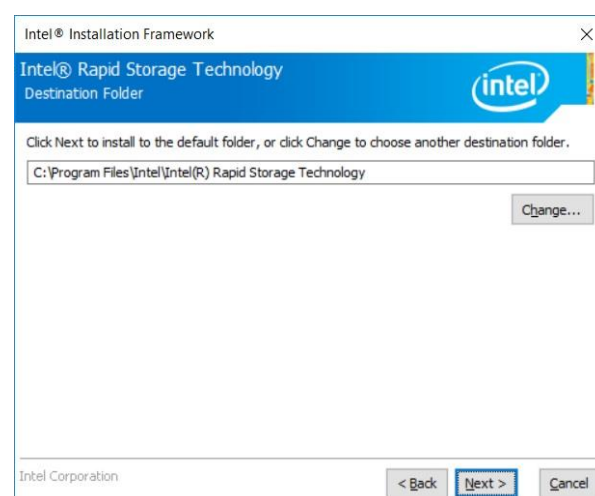 Intel® Installation Framework
Intel® Rapid Storage Technology
Destination Folder
intel
Click Next to install to the default folder, or click Change to choose another destination folder.
C:\Program Files\Intel\Intel(R) Rapid Storage Technology
Change...
Intel Corporation
< Back Next > Cancel